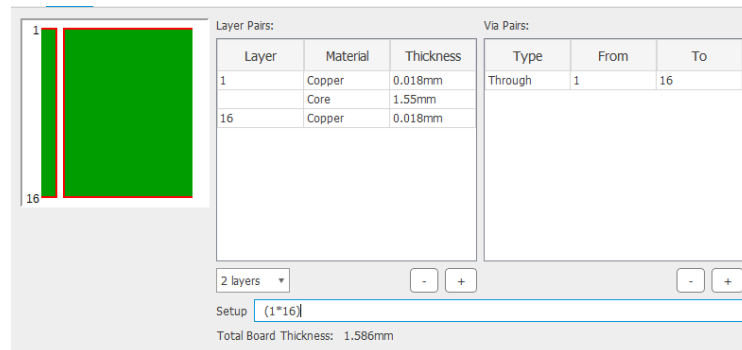 Layer Pairs:
Via Pairs:
1
16
Layer Material Thickness
1 Copper 0.018mm
Core 1.55mm
16 Copper 0.018mm
Type From To
Through 1 16
2 layers - +
- +
Setup (1*16)
Total Board Thickness: 1.586mm